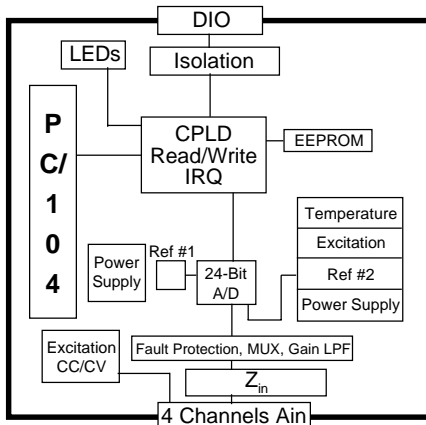 DIO
LEDs
Isolation
P
C/
1
0
4
CPLD
Read/Write
IRQ
EEPROM
Temperature
Excitation
Ref #2
Power Supply
Power
Supply
Ref #1
24-Bit
A/D
Excitation
CC/CV
Fault Protection, MUX, Gain LPF
Zin
4 Channels Ain